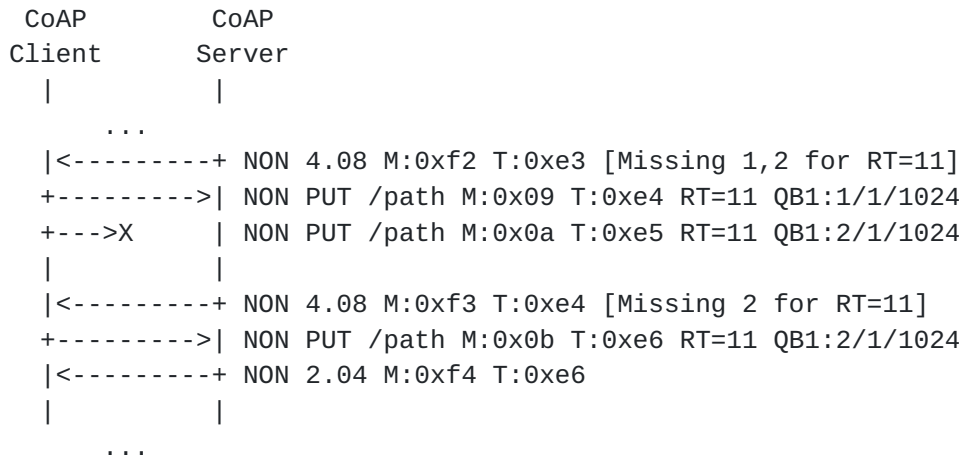 CoAP        CoAP
Client      Server
  |          |
      ...
  |<---------+ NON 4.08 M:0xf2 T:0xe3 [Missing 1,2 for RT=11]
  +--------->| NON PUT /path M:0x09 T:0xe4 RT=11 QB1:1/1/1024
  +--->X     | NON PUT /path M:0x0a T:0xe5 RT=11 QB1:2/1/1024
  |          |
  |<---------+ NON 4.08 M:0xf3 T:0xe4 [Missing 2 for RT=11]
  +--------->| NON PUT /path M:0x0b T:0xe6 RT=11 QB1:2/1/1024
  |<---------+ NON 2.04 M:0xf4 T:0xe6
  |          |
      ...